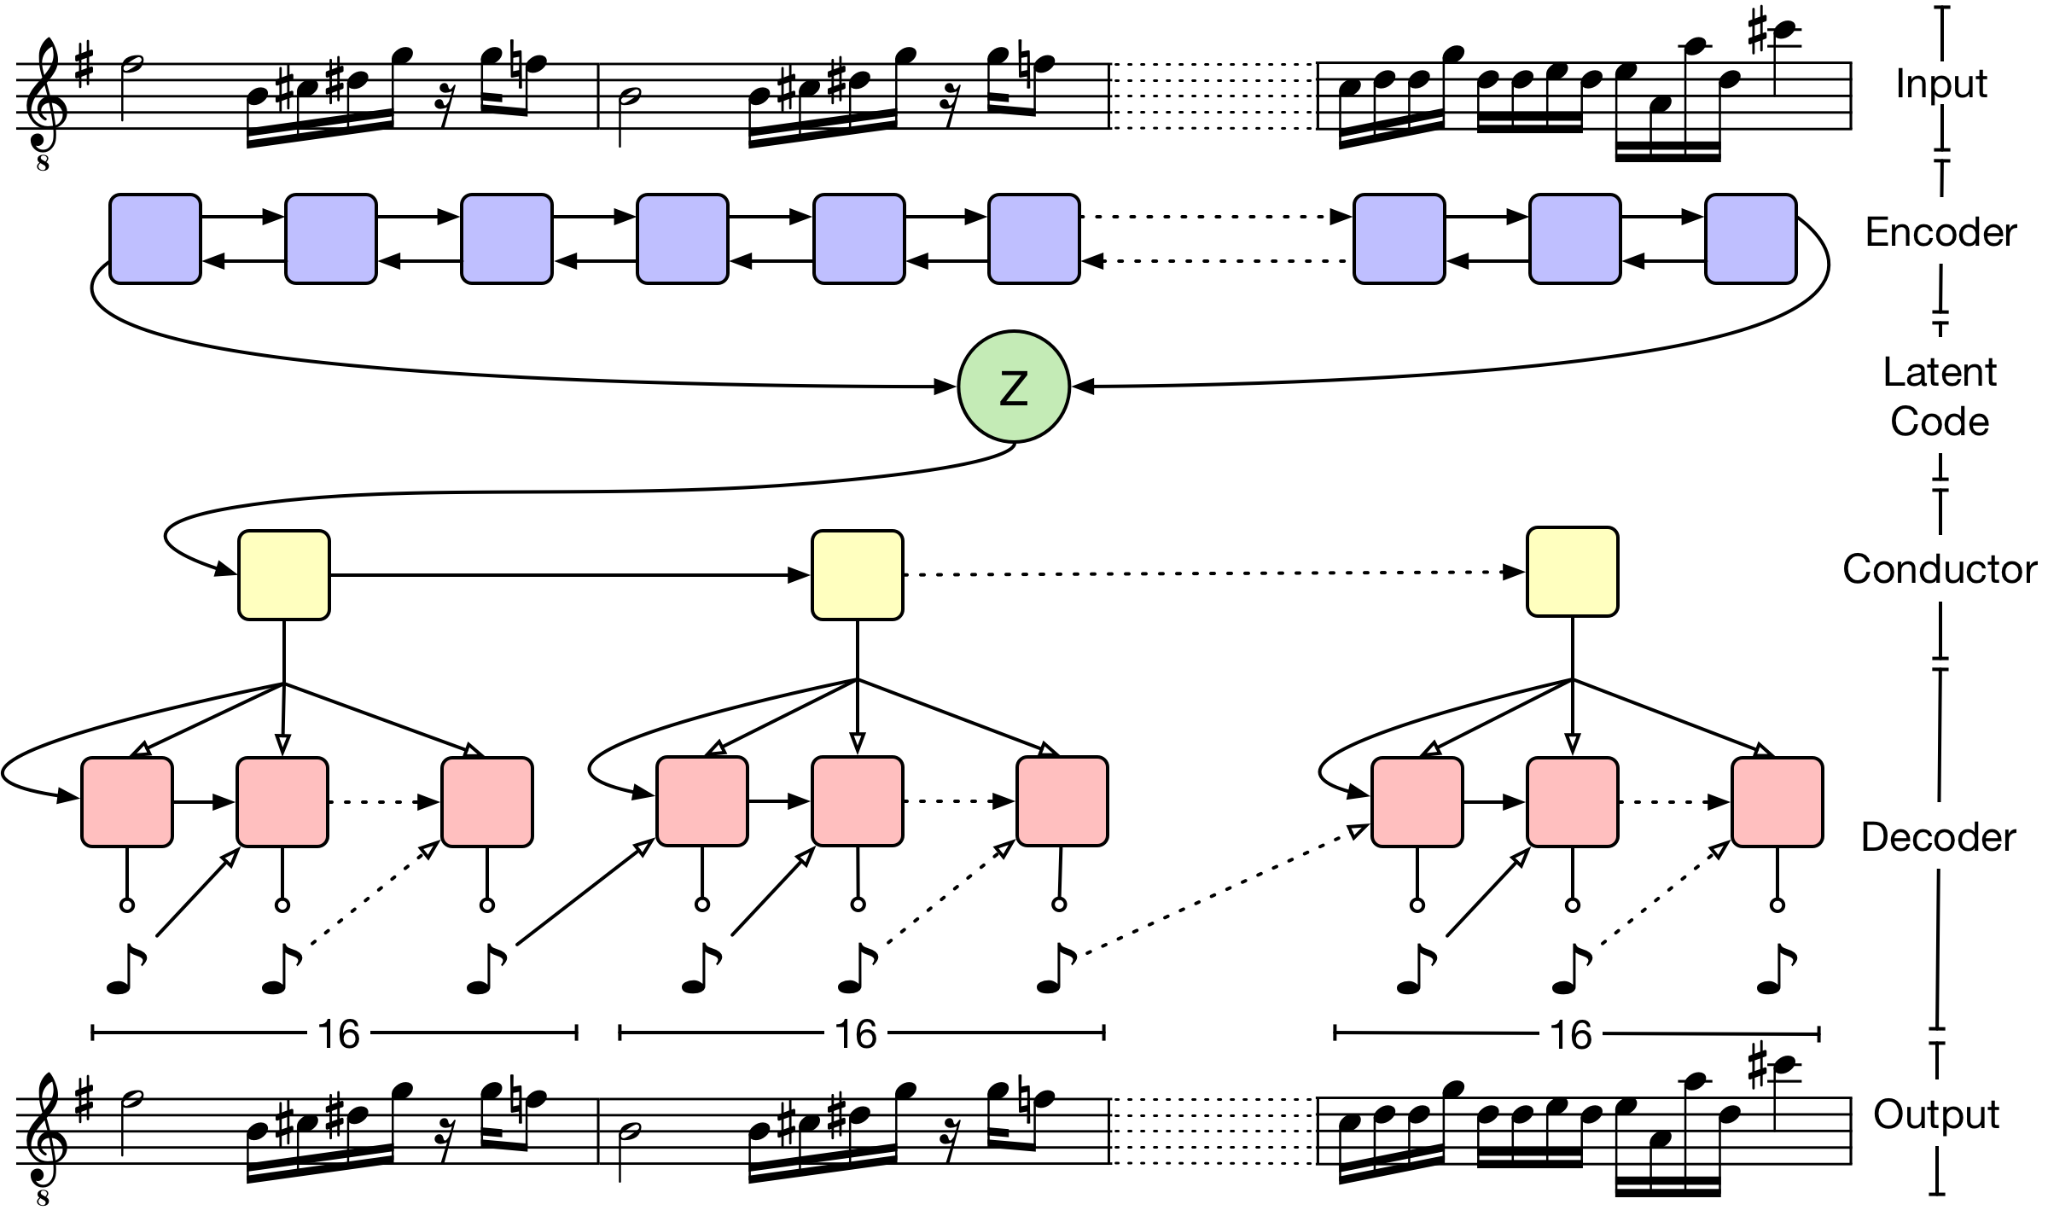 8
Input
Encoder
Z
Latent
Code
Conductor
Decoder
16 16 16
8
Output